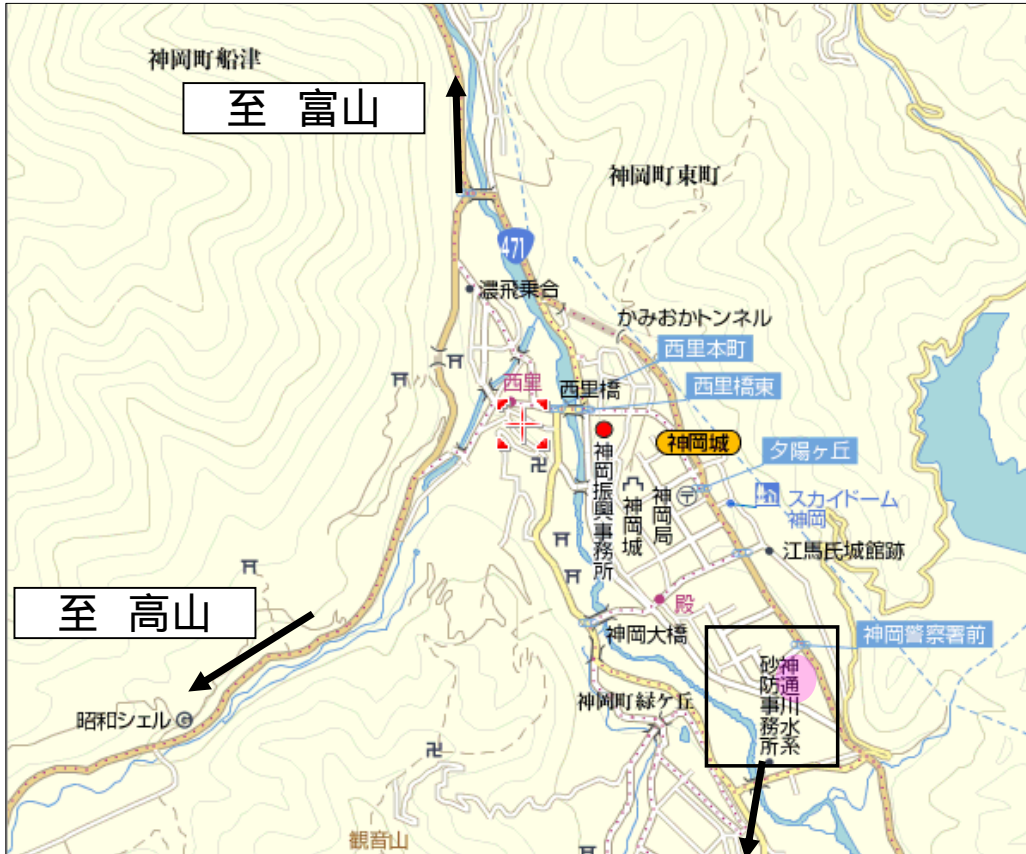 神岡町船津
至 富山
神岡町東町
471
濃飛乗合
かみおかトンネル
西里本町
西里
西里橋
西里橋東
神岡城
夕陽ヶ丘
神岡振興事務所
神岡城
神岡局
スカイドーム
神岡
江馬氏城館跡
至 高山
殿
神岡大橋
神岡警察署前
神通川水系
砂防事務所
神岡町緑ケ丘
昭和シェル
G
観音山